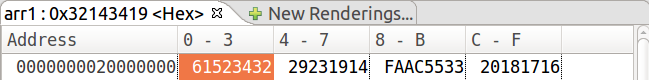 arr1 : 0x32143419 <Hex> New Renderings...
Address 0 - 3 4 - 7 8 - B C - F
0000000020000000 61523432 29231914 FAAC5533 20181716